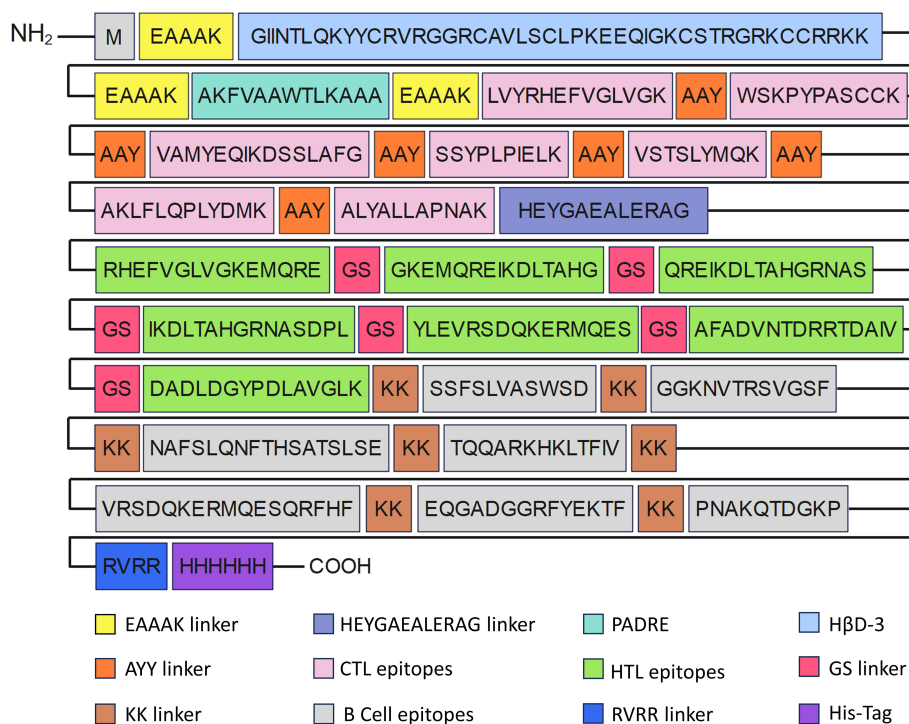 NH2 M EAAAK GIINTLQKYYCRVRGGRCAVLSCLPKEEQIGKCSTRGRKCCRRKK
EAAAK AKFVAAWTLKAAA EAAAK LVYRHEFVGLVGK AAY WSKPYPASCCK
AAY VAMYEQIKDSSLAFG AAY SSYPLPIELK AAY VSTSLYMQK AAY
AKLFLQPLYDMK AAY ALYALLAPNAK HEYGAEALERAG
RHEFVGLVGKEMQRE GS GKEMQREIKDLTAHG GS QREIKDLTAHGRNAS
GS IKDLTAHGRNASDPL GS YLEVRSDQKERMQES GS AFADVNTDRRTDAIV
GS DADLDGYPDLAVGLK KK SSFSLVASWSD KK GGKNVTRSVGSF
KK NAFSLQNFTHSATSLSE KK TQQARKHKLTFIV KK
VRSDQKERMQESQRFHF KK EQGADGGRFYEKTF KK PNAKQTDGKP
RVRR HHHHHH COOH
EAAAK linker HEYGAEALERAG linker PADRE HβD-3
AYY linker CTL epitopes HTL epitopes GS linker
KK linker B Cell epitopes RVRR linker His-Tag